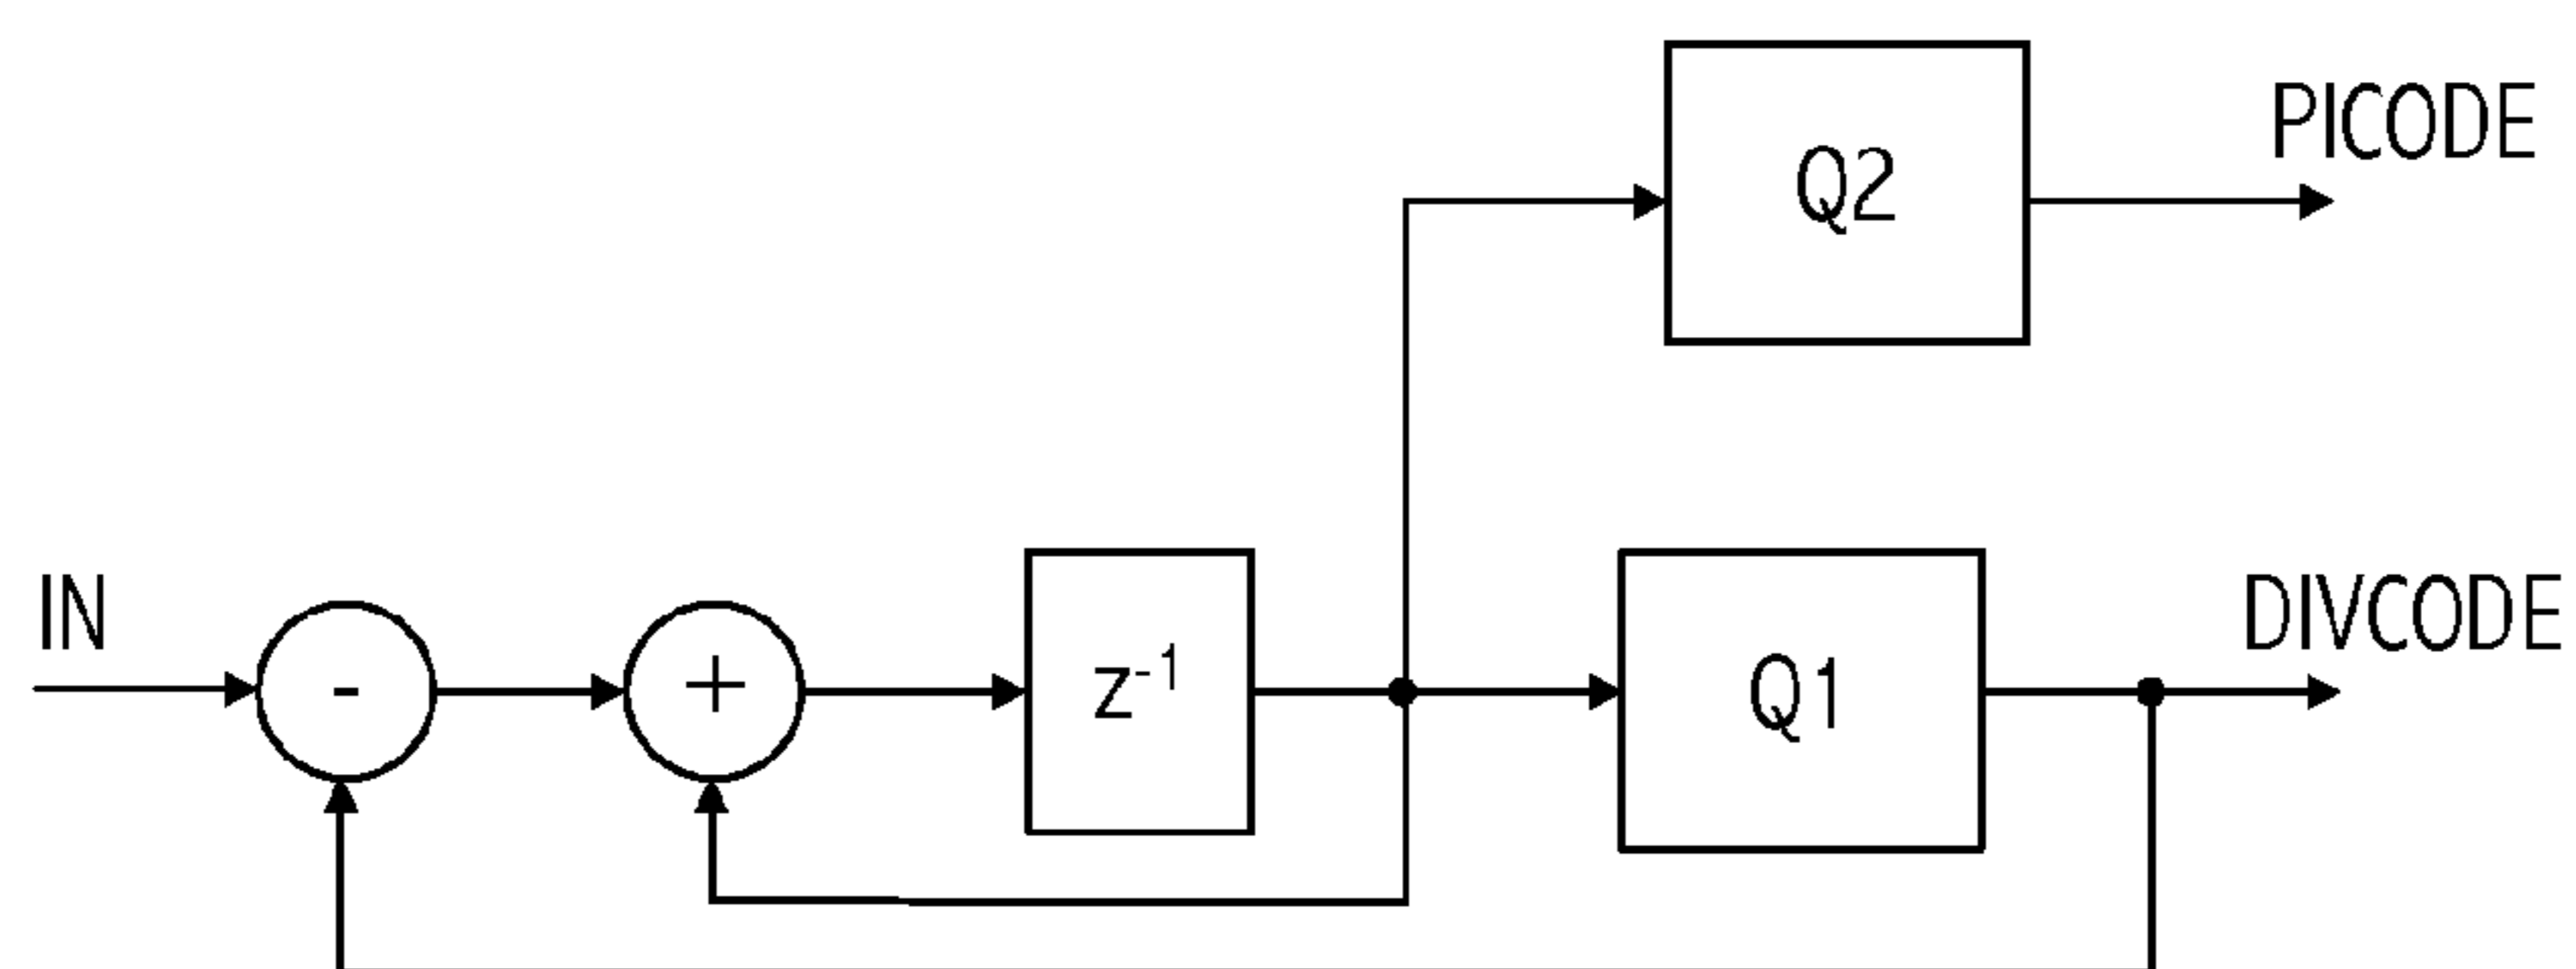 PICODE
Q2
IN
-
+
z⁻¹
Q1
DIVCODE